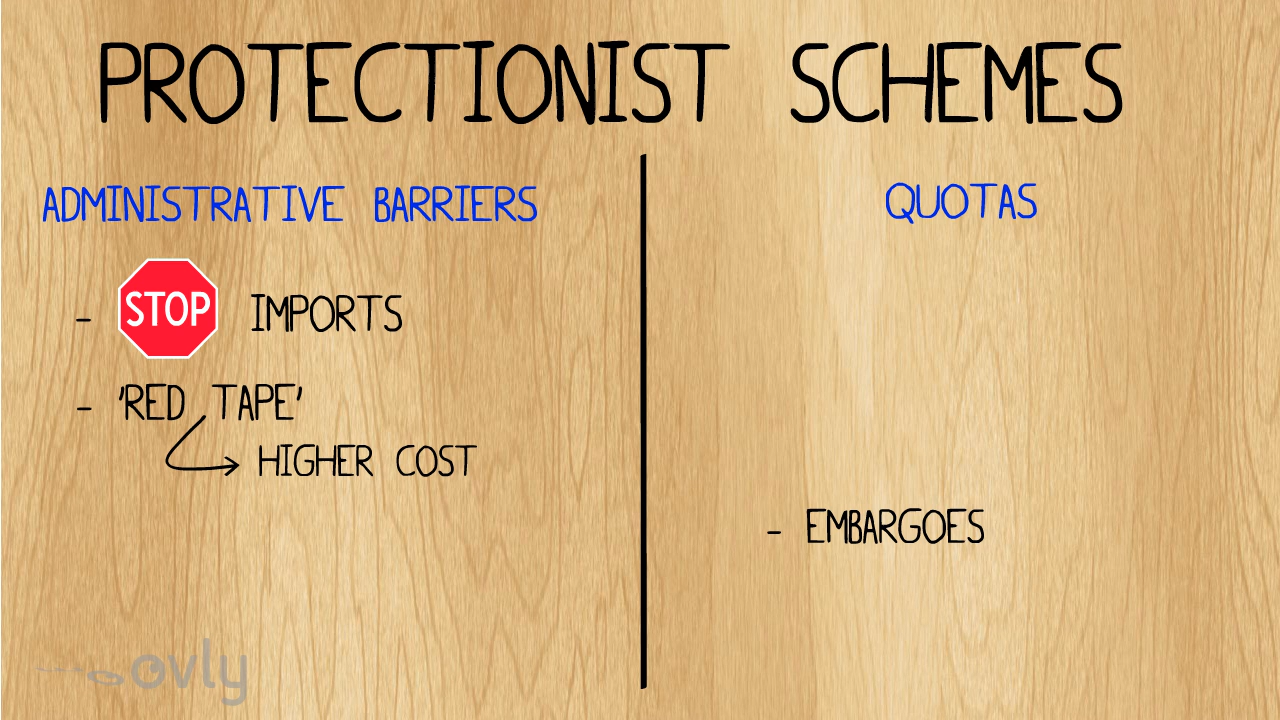 PROTECTIONIST SCHEMES
ADMINISTRATIVE BARRIERS
- STOP IMPORTS
- 'RED TAPE'
HIGHER COST
QUOTAS
- EMBARGOES
ovly